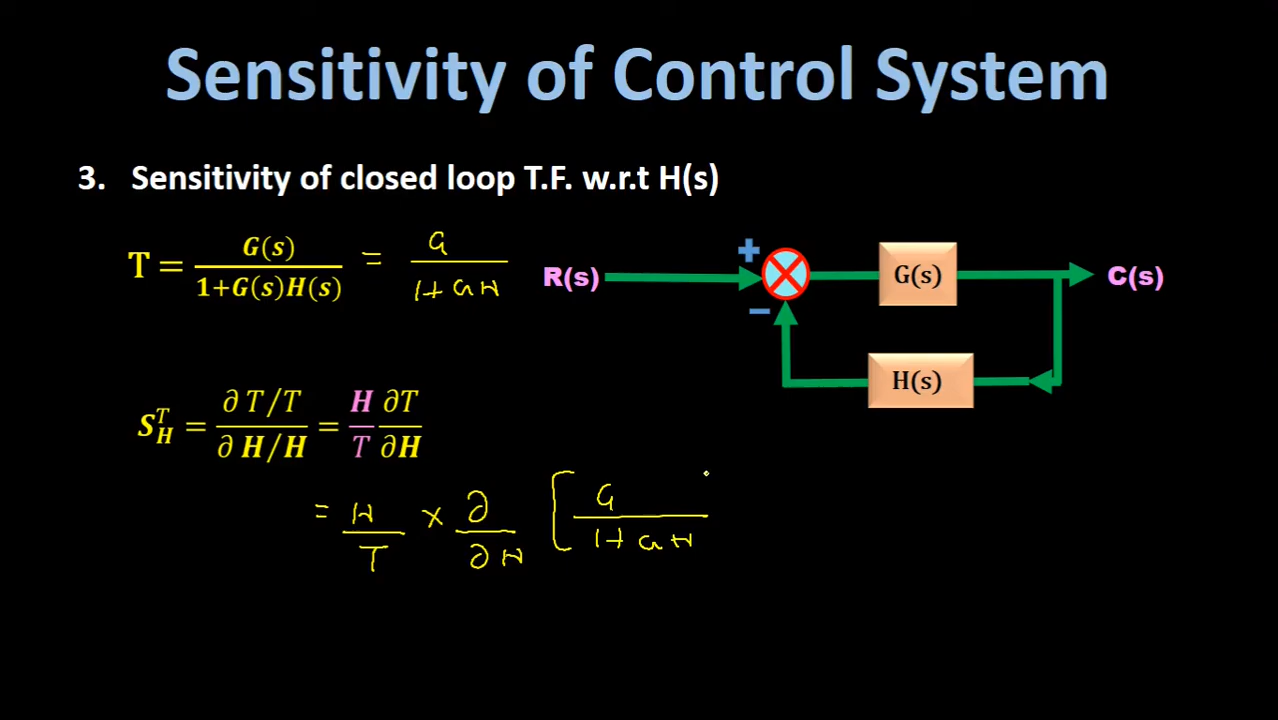 Sensitivity of Control System
3. Sensitivity of closed loop T.F. w.r.t H(s)
T = G(s) / 1+G(s)H(s) = G / 1+GH
R(s) + − G(s) C(s)
H(s)
S_H^T = ∂ T/T / ∂ H/H = H/T ∂T/∂H
= H/T × ∂/∂H [ G / 1+GH